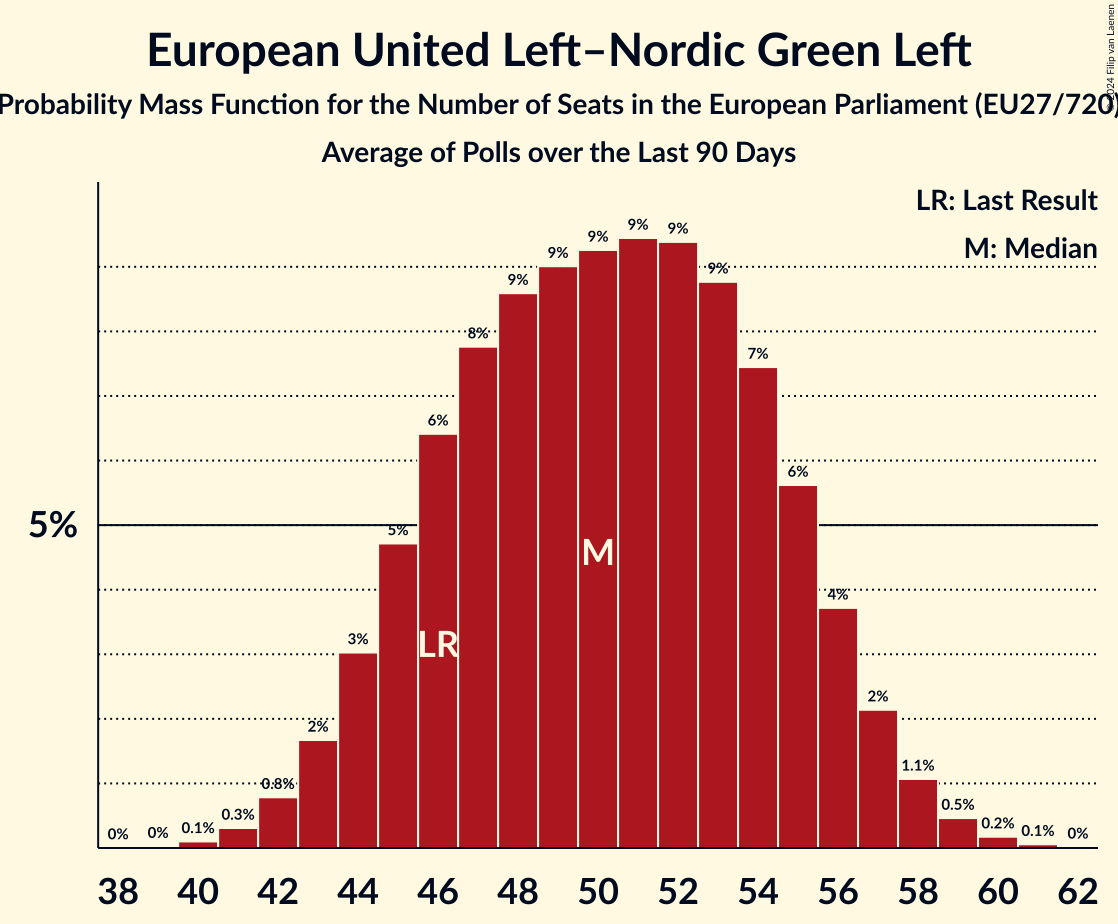 European United Left–Nordic Green Left
Probability Mass Function for the Number of Seats in the European Parliament (EU27/720)
Average of Polls over the Last 90 Days
© 2024 Filip van Laenen
LR: Last Result
M: Median
5%
0%
0%
0.1%
0.3%
0.8%
2%
3%
5%
6%
8%
9%
9%
9%
9%
9%
9%
7%
6%
4%
2%
1.1%
0.5%
0.2%
0.1%
0%
LR
M
38 40 42 44 46 48 50 52 54 56 58 60 62